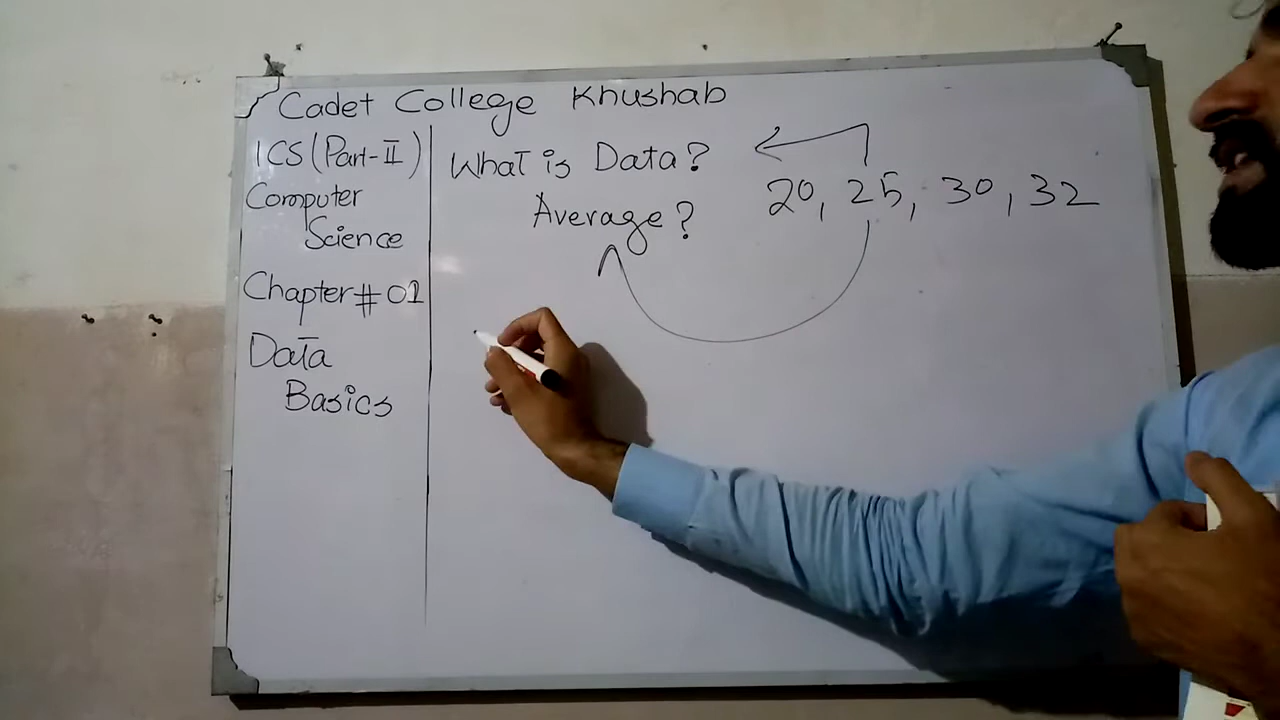 Cadet College Khushab
ICS (Part-II)
Computer
Science
Chapter# 01
Data
Basics
What is Data?
Average?
20, 25, 30, 32